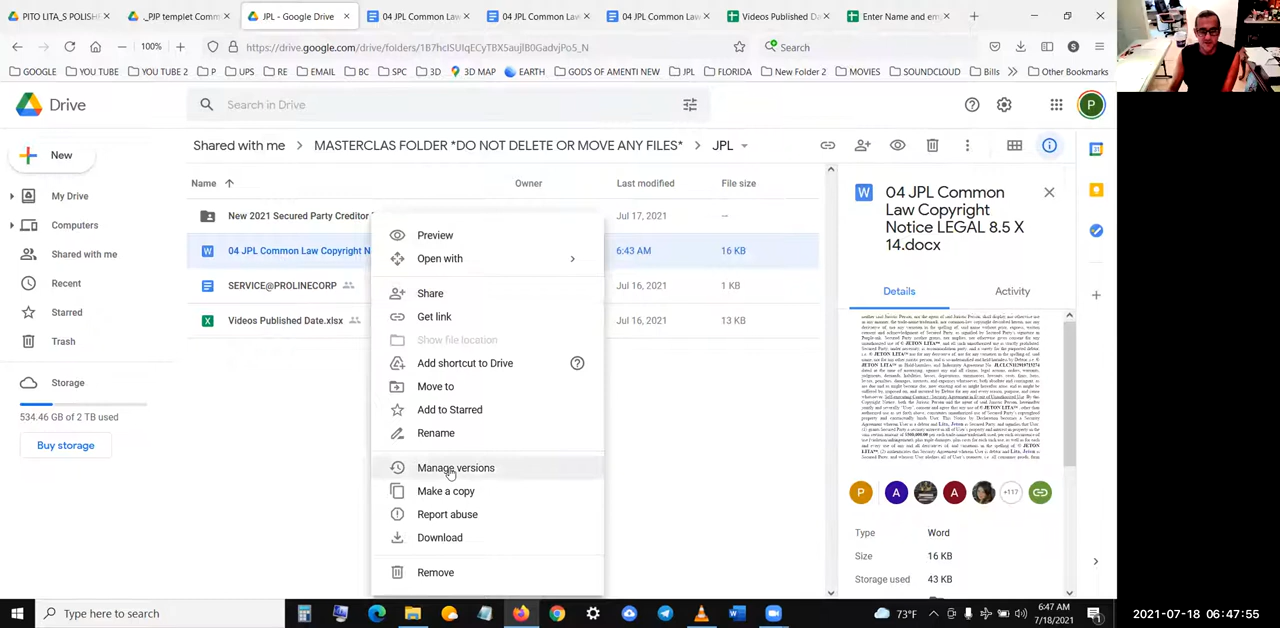 PITO LITA_S POLISH
._PJP templet Comm
JPL - Google Drive
04 JPL Common Law
04 JPL Common Law
04 JPL Common Law
Videos Published Da
Enter Name and em
100%
https://drive.google.com/drive/folders/1B7hcISUIqECyTBX5aujlB0GadvjPo5_N
Search
GOOGLE
YOU TUBE
YOU TUBE 2
P
UPS
RE
EMAIL
BC
SPC
3D
3D MAP
EARTH
GODS OF AMENTI NEW
JPL
FLORIDA
New Folder 2
MOVIES
SOUNDCLOUD
Bills
Other Bookmarks
Drive
Search in Drive
P
New
Shared with me
MASTERCLAS FOLDER *DO NOT DELETE OR MOVE ANY FILES*
JPL
My Drive
Computers
Shared with me
Recent
Starred
Trash
Storage
534.46 GB of 2 TB used
Buy storage
Name
Owner
Last modified
File size
New 2021 Secured Party Creditor
Jul 17, 2021
—
04 JPL Common Law Copyright N
6:43 AM
16 KB
SERVICE@PROLINECORP
Jul 16, 2021
1 KB
Videos Published Date.xlsx
Jul 16, 2021
13 KB
Preview
Open with
Share
Get link
Show file location
Add shortcut to Drive
Move to
Add to Starred
Rename
Manage versions
Make a copy
Report abuse
Download
Remove
04 JPL Common
Law Copyright
Notice LEGAL 8.5 X
14.docx
Details
Activity
P
A
A
+117
Type
Word
Size
16 KB
Storage used
43 KB
Type here to search
73°F
6:47 AM
7/18/2021
2021-07-18 06:47:55